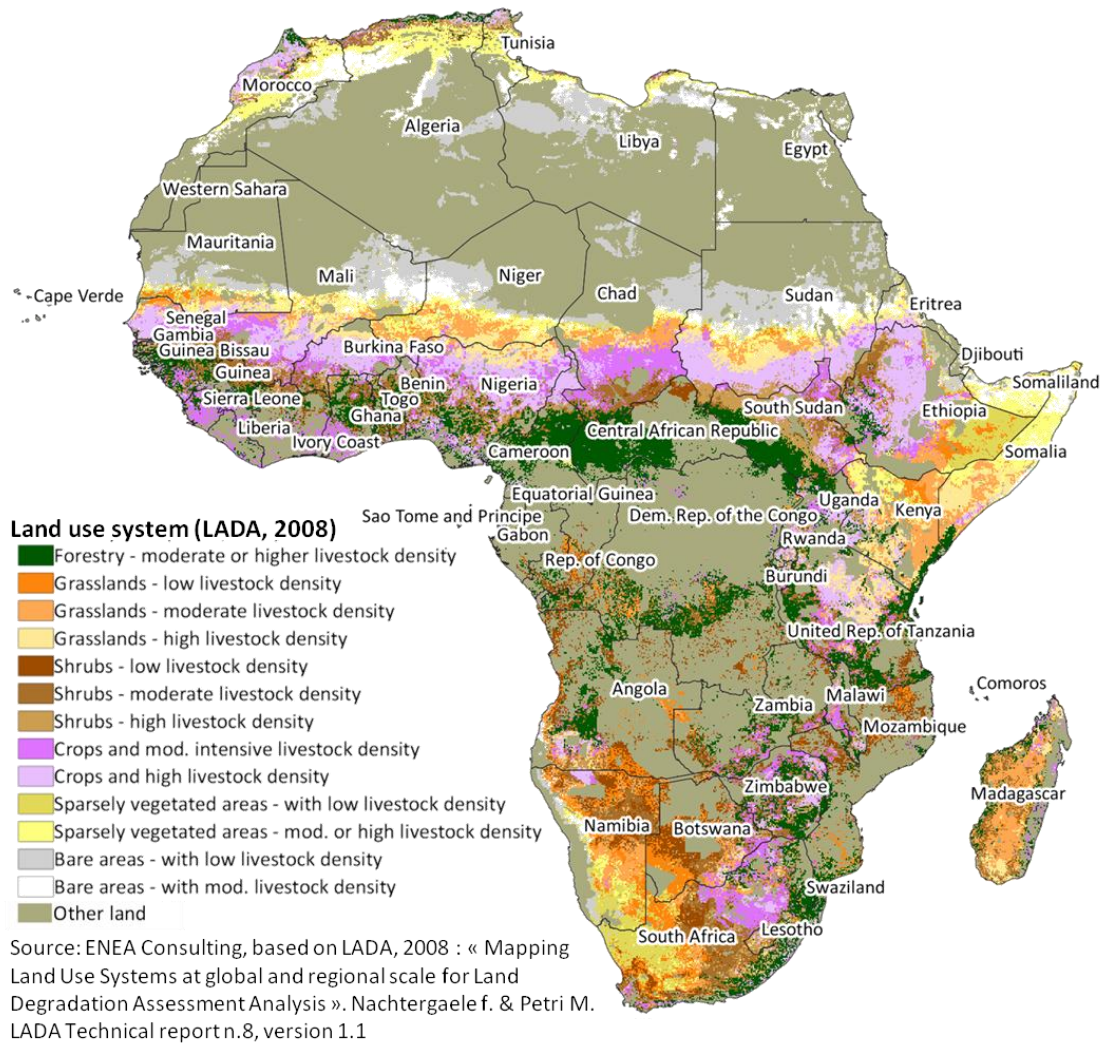 Tunisia
Morocco
Algeria
Libya
Egypt
Western Sahara
Mauritania
Mali
Niger
Chad
Sudan
Cape Verde
Eritrea
Senegal
Gambia
Guinea Bissau
Burkina Faso
Djibouti
Guinea
Benin
Nigeria
Somaliland
Sierra Leone
Togo
South Sudan
Ethiopia
Ghana
Liberia
Central African Republic
Ivory Coast
Cameroon
Somalia
Equatorial Guinea
Uganda
Kenya
Sao Tome and Principe
Dem. Rep. of the Congo
Gabon
Rwanda
Rep. of Congo
Burundi
United Rep. of Tanzania
Comoros
Angola
Malawi
Zambia
Mozambique
Zimbabwe
Madagascar
Namibia
Botswana
Swaziland
Lesotho
South Africa
Land use system (LADA, 2008)
Forestry - moderate or higher livestock density
Grasslands - low livestock density
Grasslands - moderate livestock density
Grasslands - high livestock density
Shrubs - low livestock density
Shrubs - moderate livestock density
Shrubs - high livestock density
Crops and mod. intensive livestock density
Crops and high livestock density
Sparsely vegetated areas - with low livestock density
Sparsely vegetated areas - mod. or high livestock density
Bare areas - with low livestock density
Bare areas - with mod. livestock density
Other land
Source: ENEA Consulting, based on LADA, 2008 : « Mapping
Land Use Systems at global and regional scale for Land
Degradation Assessment Analysis ». Nachtergaele f. & Petri M.
LADA Technical report n.8, version 1.1